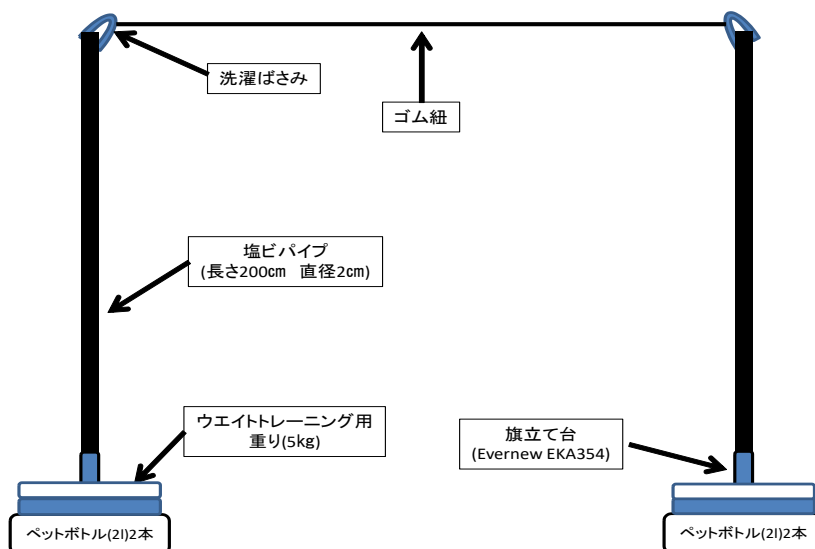 洗濯ばさみ
ゴム紐
塩ビパイプ
(長さ200㎝ 直径2㎝)
ウエイトトレーニング用
重り(5kg)
旗立て台
(Evernew EKA354)
ペットボトル(2l)2本
ペットボトル(2l)2本